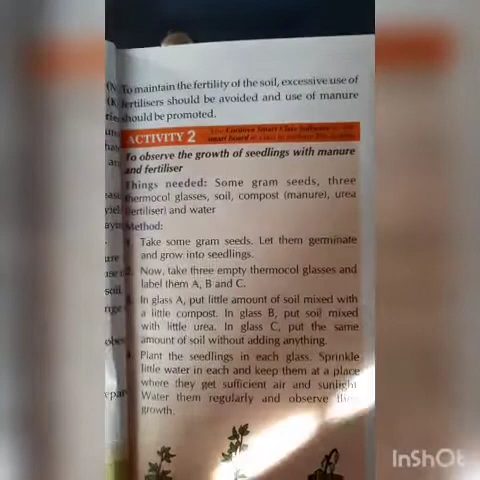 To maintain the fertility of the soil, excessive use of
fertilisers should be avoided and use of manure
should be promoted.
ACTIVITY 2
Cordova Smart Class Software
smart board
To observe the growth of seedlings with manure
and fertiliser
Things needed: Some gram seeds, three
thermocol glasses, soil, compost (manure), urea
(fertiliser) and water
Method:
1. Take some gram seeds. Let them germinate
and grow into seedlings.
2. Now, take three empty thermocol glasses and
label them A, B and C.
3. In glass A, put little amount of soil mixed with
a little compost. In glass B, put soil mixed
with little urea. In glass C, put the same
amount of soil without adding anything.
4. Plant the seedlings in each glass. Sprinkle
little water in each and keep them at a place
where they get sufficient air and sunlight
Water them regularly and observe the
growth.
InShOt